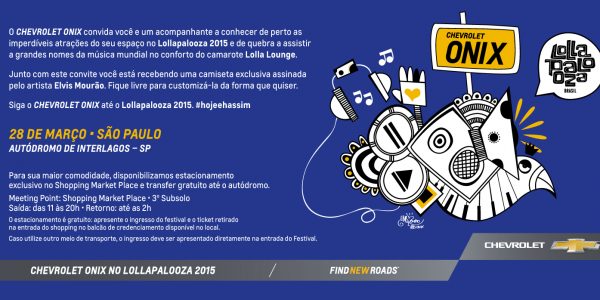 O CHEVROLET ONIX convida você e um acompanhante a conhecer de perto as
imperdíveis atrações do seu espaço no Lollapalooza 2015 e de quebra a assistir
a grandes nomes da música mundial no conforto do camarote Lolla Lounge.
Junto com este convite você está recebendo uma camiseta exclusiva assinada
pelo artista Elvis Mourão. Fique livre para customizá-la da forma que quiser.
Siga o CHEVROLET ONIX até o Lollapalooza 2015. #hojeehassim
28 DE MARÇO • SÃO PAULO
AUTÓDROMO DE INTERLAGOS – SP
Para sua maior comodidade, disponibilizamos estacionamento
exclusivo no Shopping Market Place e transfer gratuito até o autódromo.
Meeting Point: Shopping Market Place • 3º Subsolo
Saída: das 11 às 20h • Retorno: até as 2h
O estacionamento é gratuito: apresente o ingresso do festival e o ticket retirado
na entrada do shopping no balcão de credenciamento disponível no local.
Caso utilize outro meio de transporte, o ingresso deve ser apresentado diretamente na entrada do Festival.
CHEVROLET
ONIX
LOLLA
PALOOZA
BRASIL
CHEVROLET
CHEVROLET ONIX NO LOLLAPALOOZA 2015
FIND NEW ROADS